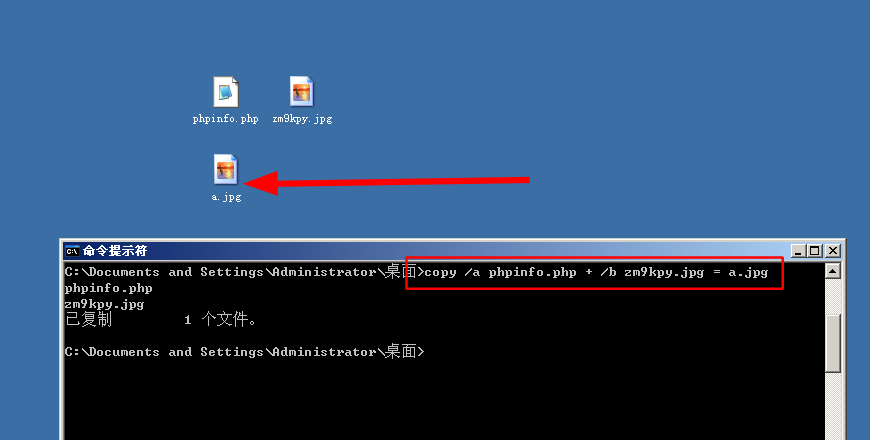 phpinfo.php
zm9kpy.jpg
a.jpg
命令提示符
C:\Documents and Settings\Administrator\桌面>copy /a phpinfo.php + /b zm9kpy.jpg = a.jpg
phpinfo.php
zm9kpy.jpg
已复制         1 个文件。
C:\Documents and Settings\Administrator\桌面>